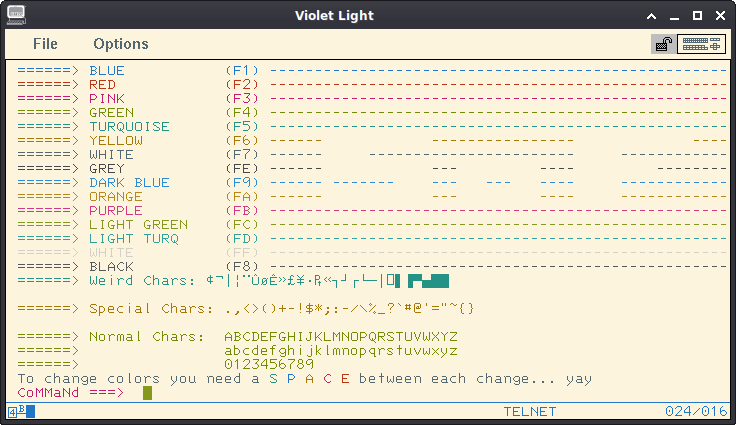 Violet Light
File Options
======> BLUE (F1) ------------------------------------------
======> RED (F2) ------------------------------------------
======> PINK (F3) ------------------------------------------
======> GREEN (F4) ------------------------------------------
======> TURQUOISE (F5) ------------------------------------------
======> YELLOW (F6) ------ --------------- ----
======> WHITE (F7) ------------------ ----------
======> GREY (FE) --- ----------
======> DARK BLUE (F9) ------ --- --- --- --- ---
======> ORANGE (FA) ------ --- ----------
======> PURPLE (FB) ------------------------------------------
======> LIGHT GREEN (FC) ------------------------------------------
======> LIGHT TURQ (FD) ------------------------------------------
======> WHITE (FF) ------------------------------------------
======> BLACK (F8) ------------------------------------------
======> Weird Chars: ¢¬|¦¨ÛøÊ»£¥·₧«┐┘┌└─│
======> Special Chars: .,<>()+-!$*;:-/\%_?`#@'="~{}
======> Normal Chars: ABCDEFGHIJKLMNOPQRSTUVWXYZ
======> abcdefghijklmnopqrstuvwxyz
======> 0123456789
To change colors you need a S P A C E between each change... yay
CoMMaNd ===>
4B TELNET 024/016